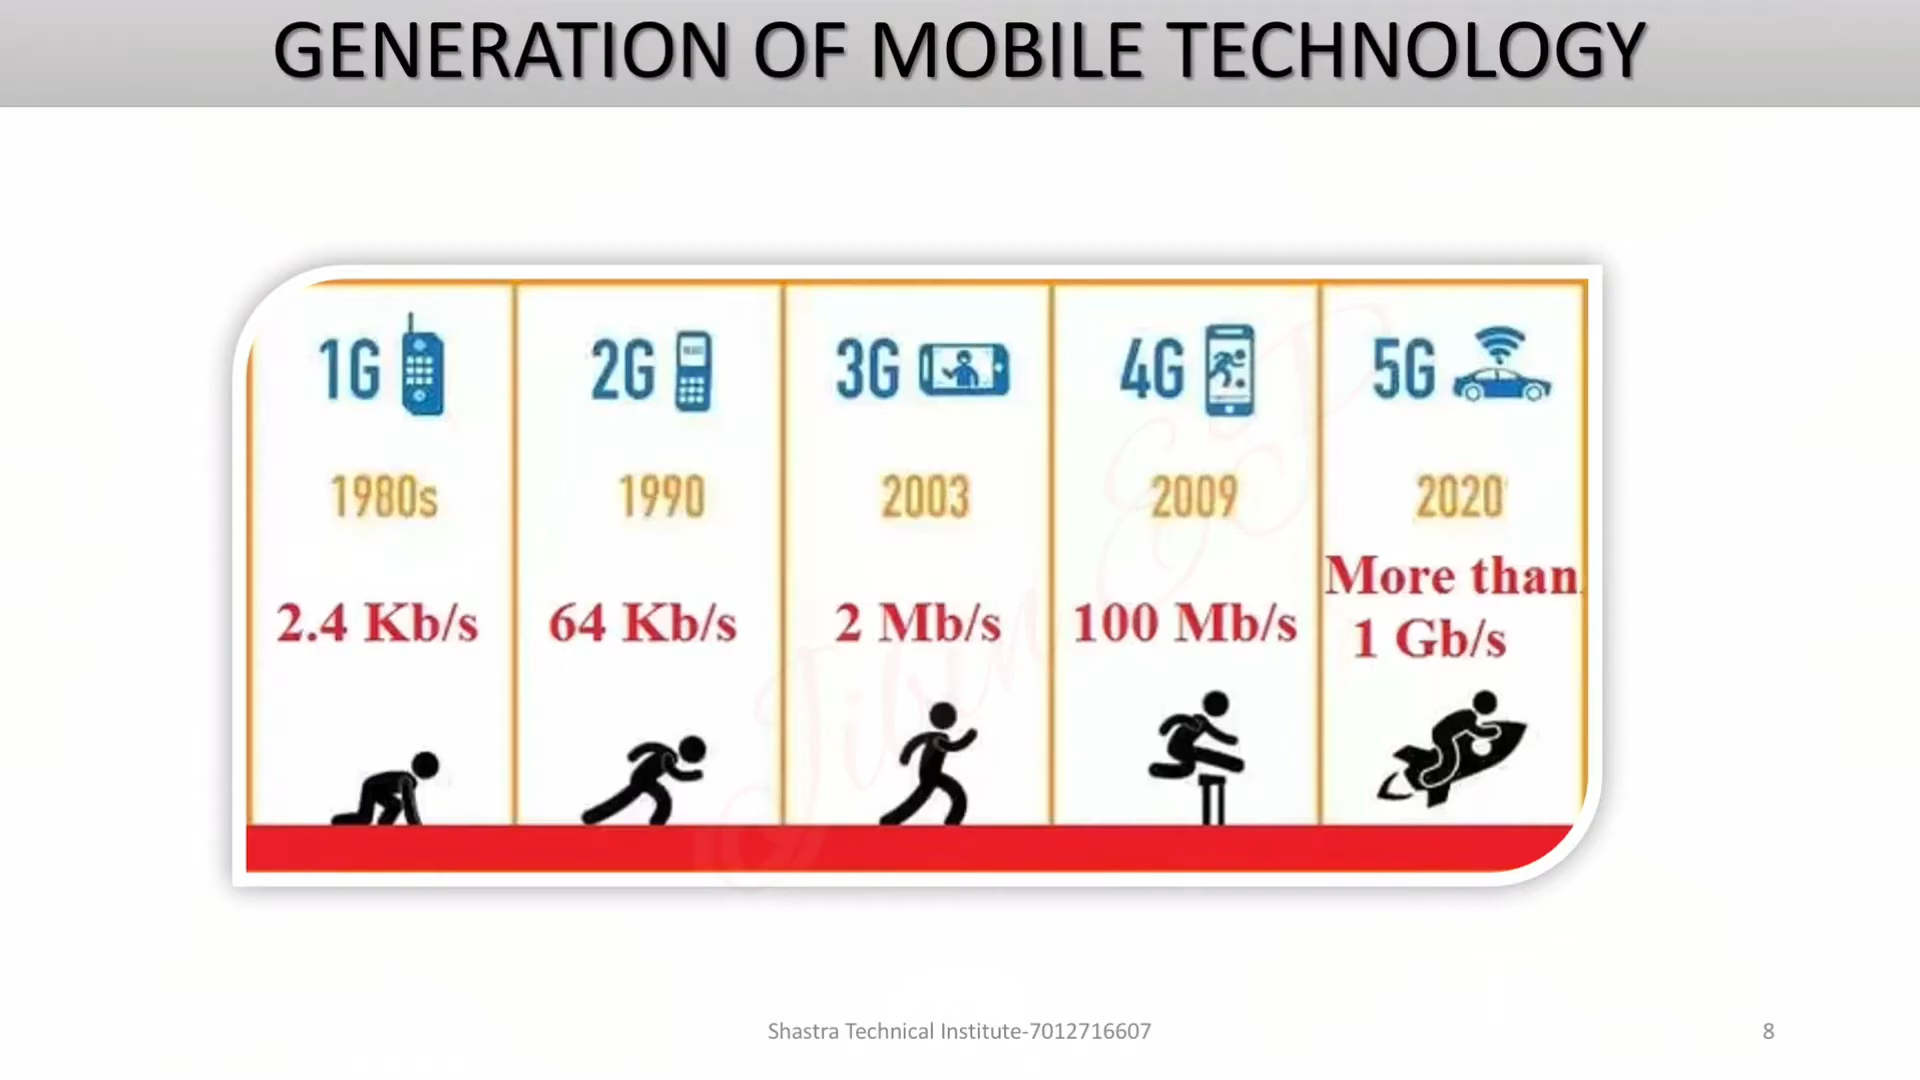 GENERATION OF MOBILE TECHNOLOGY
1G
2G
3G
4G
5G
1980s
1990
2003
2009
2020
2.4 Kb/s
64 Kb/s
2 Mb/s
100 Mb/s
More than
1 Gb/s
Shastra Technical Institute-7012716607
8